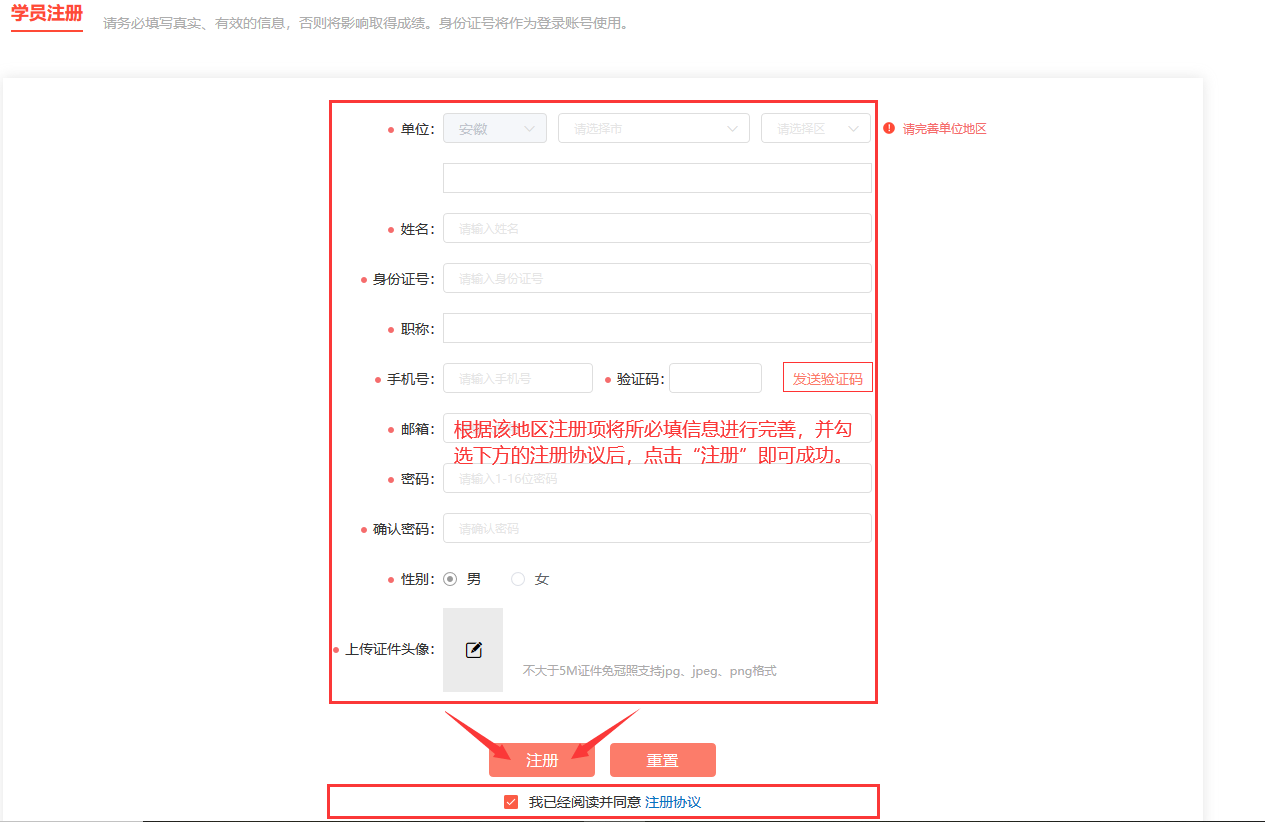 学员注册
请务必填写真实、有效的信息，否则将影响取得成绩。身份证号将作为登录账号使用。
单位： 安徽 请选择市 请选择区 请完善单位地区
姓名： 请输入姓名
身份证号： 请输入身份证号
职称：
手机号： 请输入手机号 验证码： 发送验证码
邮箱：
根据该地区注册项将所必填信息进行完善，并勾
选下方的注册协议后，点击“注册”即可成功。
密码： 请输入1-16位密码
确认密码： 请确认密码
性别： 男 女
上传证件头像：
不大于5M证件免冠照支持jpg、jpeg、png格式
注册 重置
我已经阅读并同意 注册协议